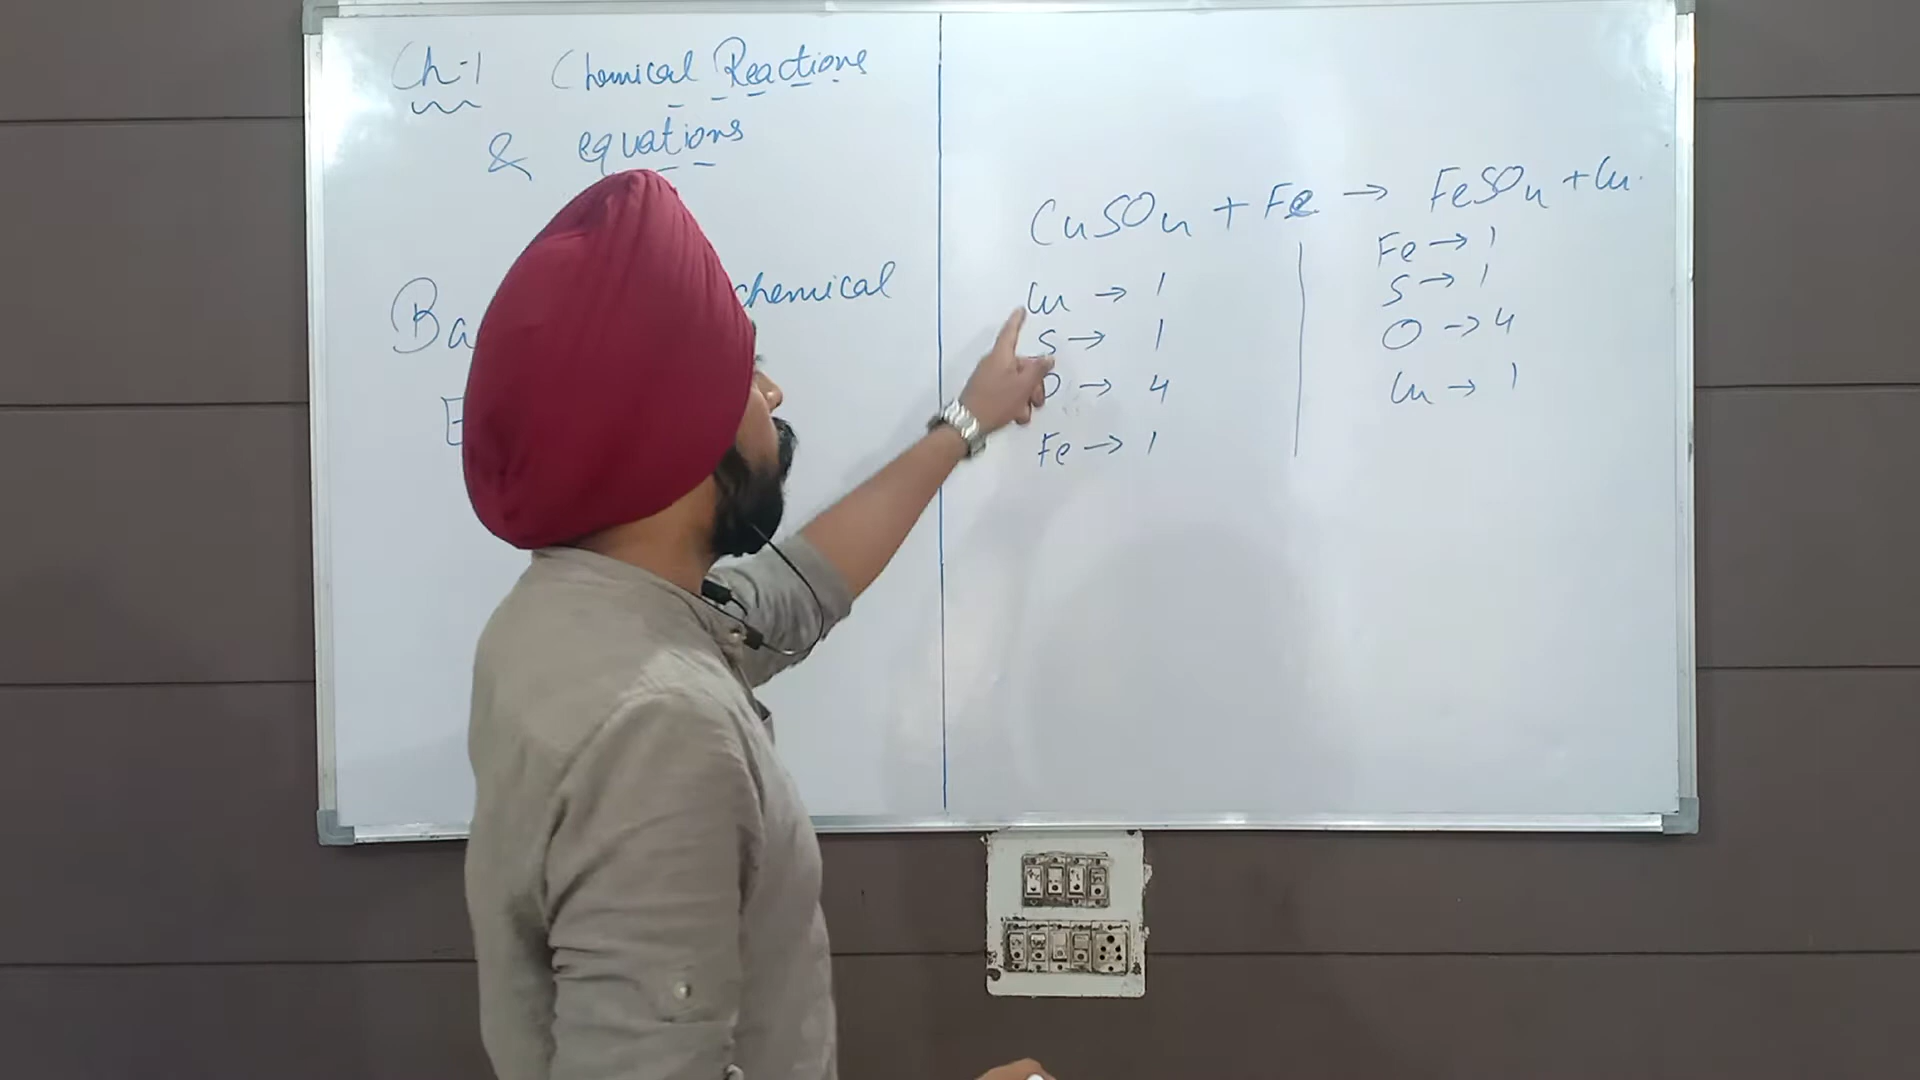 Ch-1 Chemical Reactions
& equations
Ba chemical
E
CuSO4 + Fe → FeSO4 + Cu.
Cu → 1
S → 1
O → 4
Fe → 1
Fe → 1
S → 1
O → 4
Cu → 1